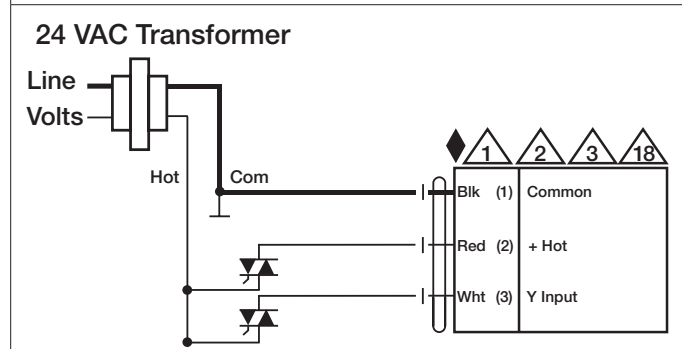 24 VAC Transformer
Line
Volts
Hot
Com
1 2 3 18
Blk (1) Common
Red (2) + Hot
Wht (3) Y Input